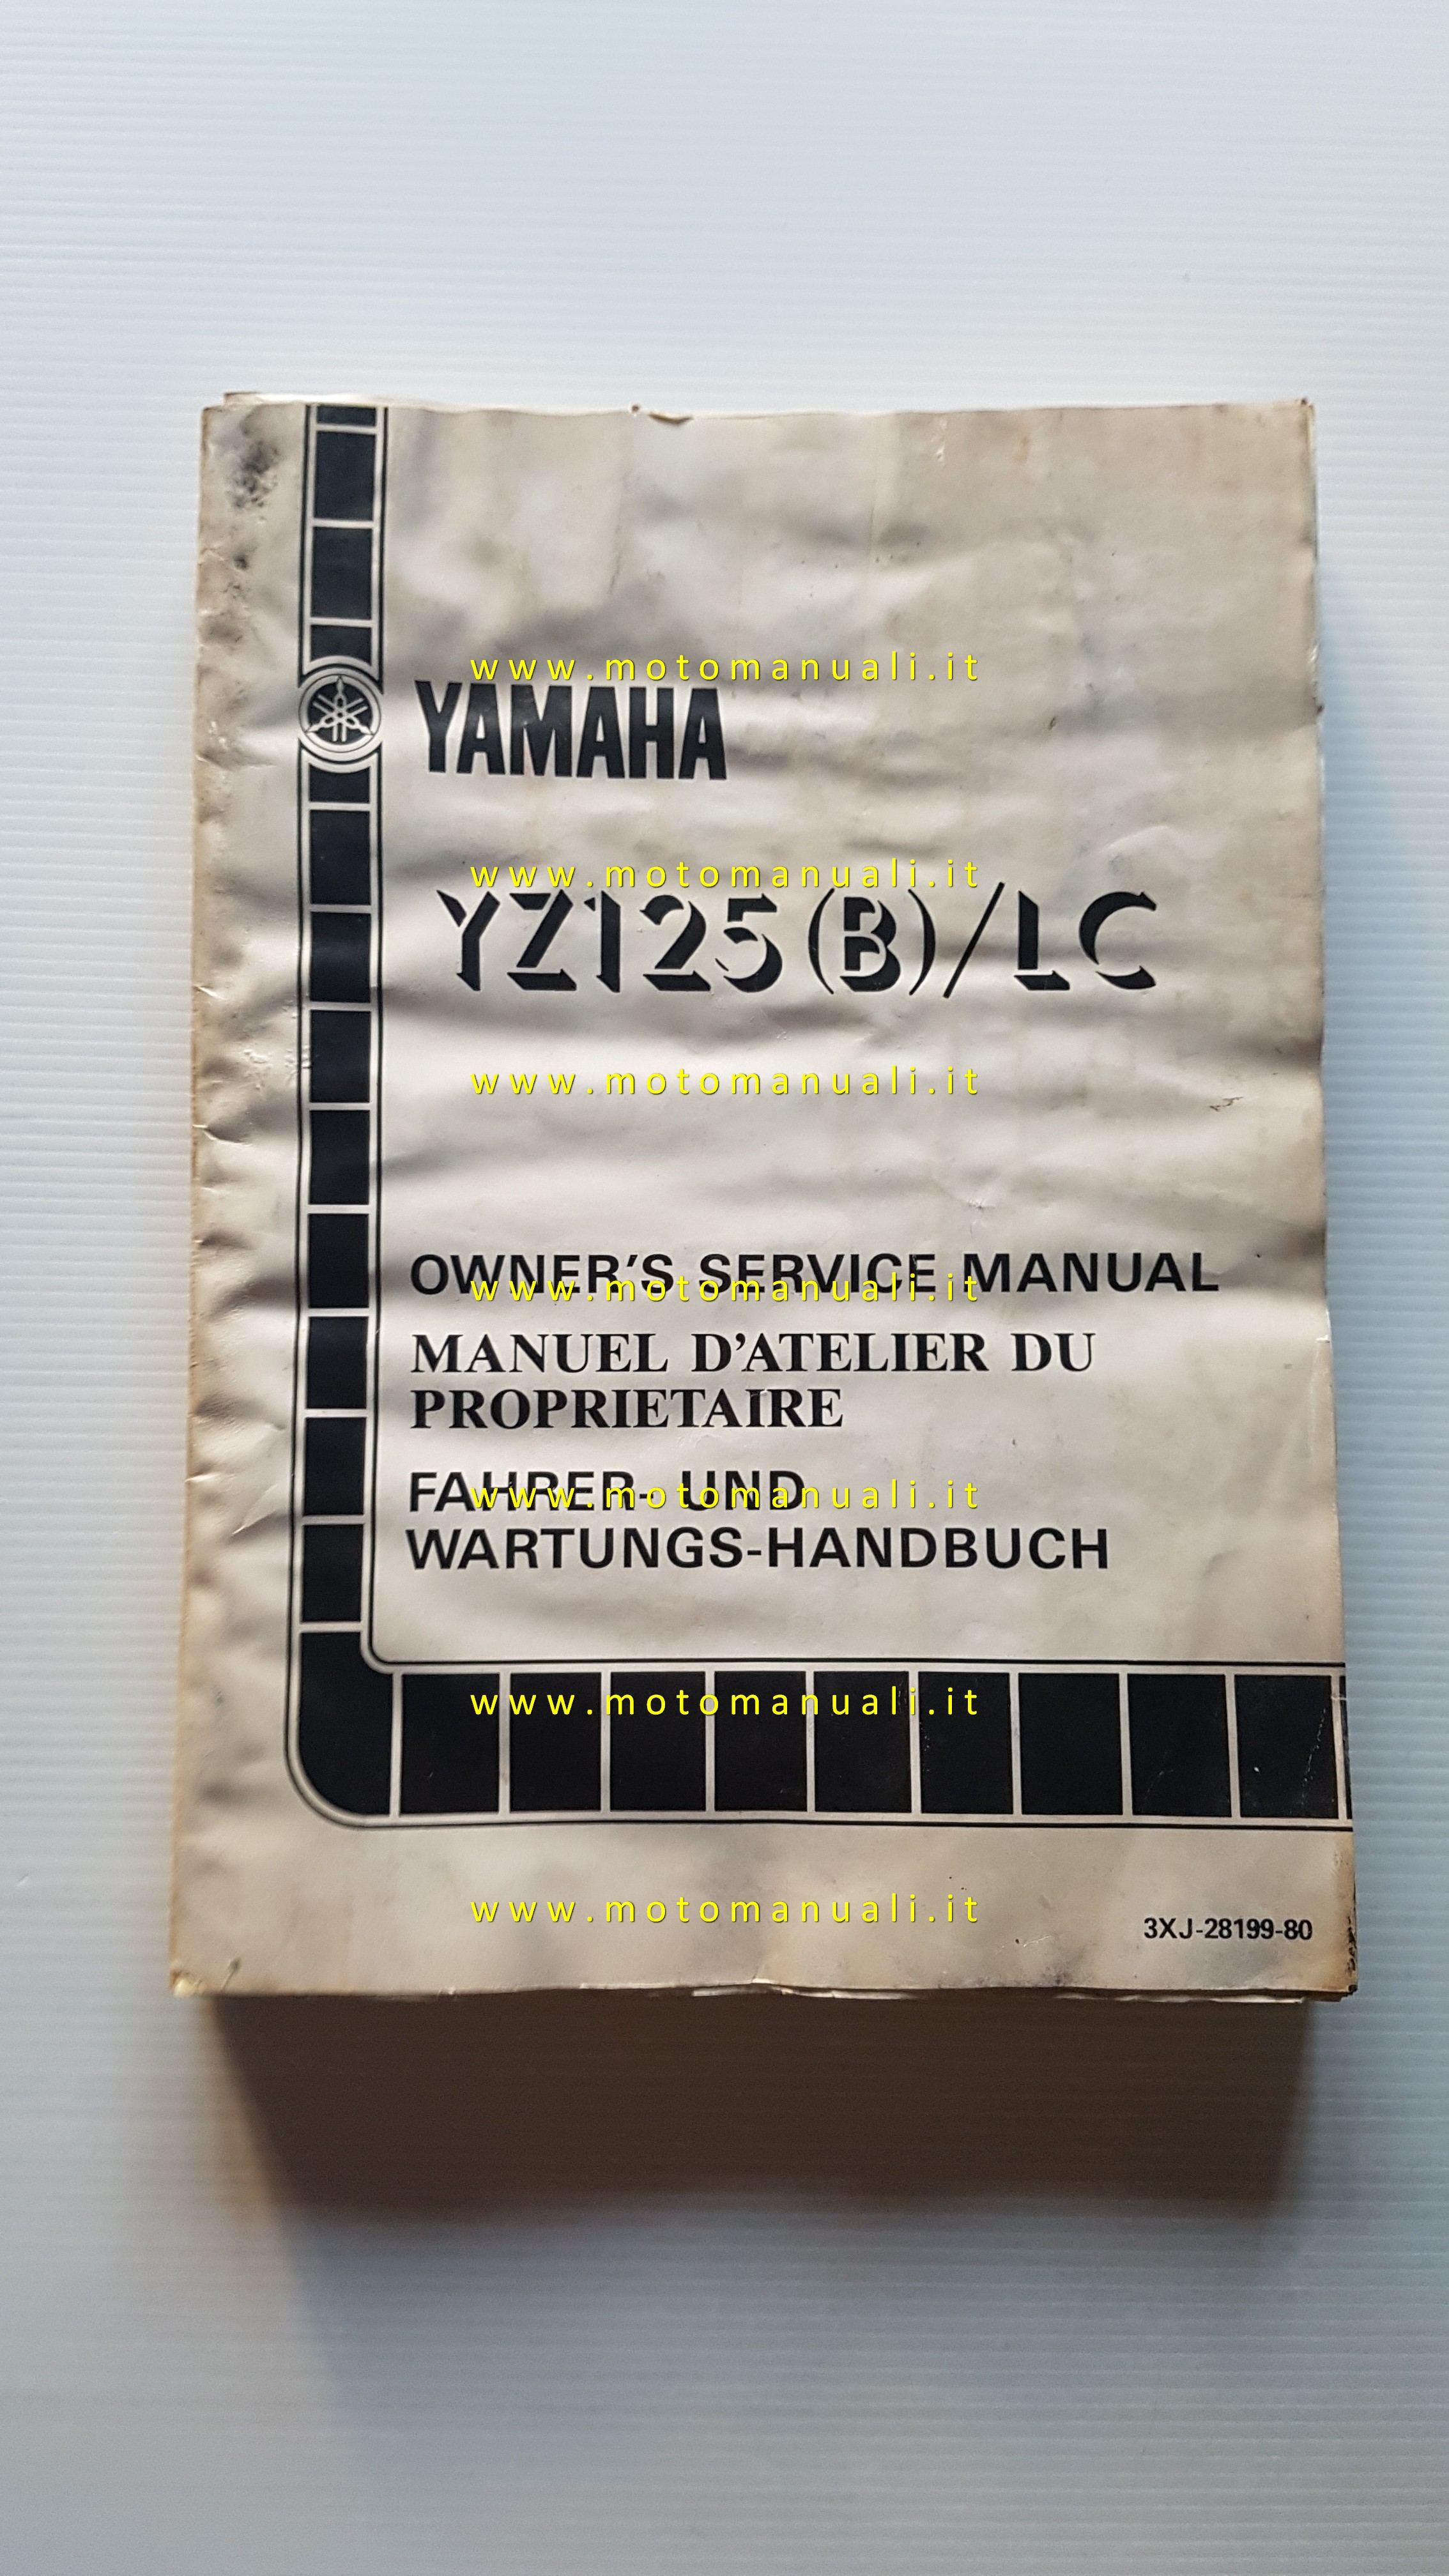 www.motomanuali.it
YAMAHA
www.motomanuali.it
YZ125(B)/LC
www.motomanuali.it
OWNER'S SERVICE MANUAL
www.motomanuali.it
MANUEL D'ATELIER DU
PROPRIETAIRE
FAHRER- UND
www.motomanuali.it
WARTUNGS-HANDBUCH
www.motomanuali.it
www.motomanuali.it
3XJ-28199-80